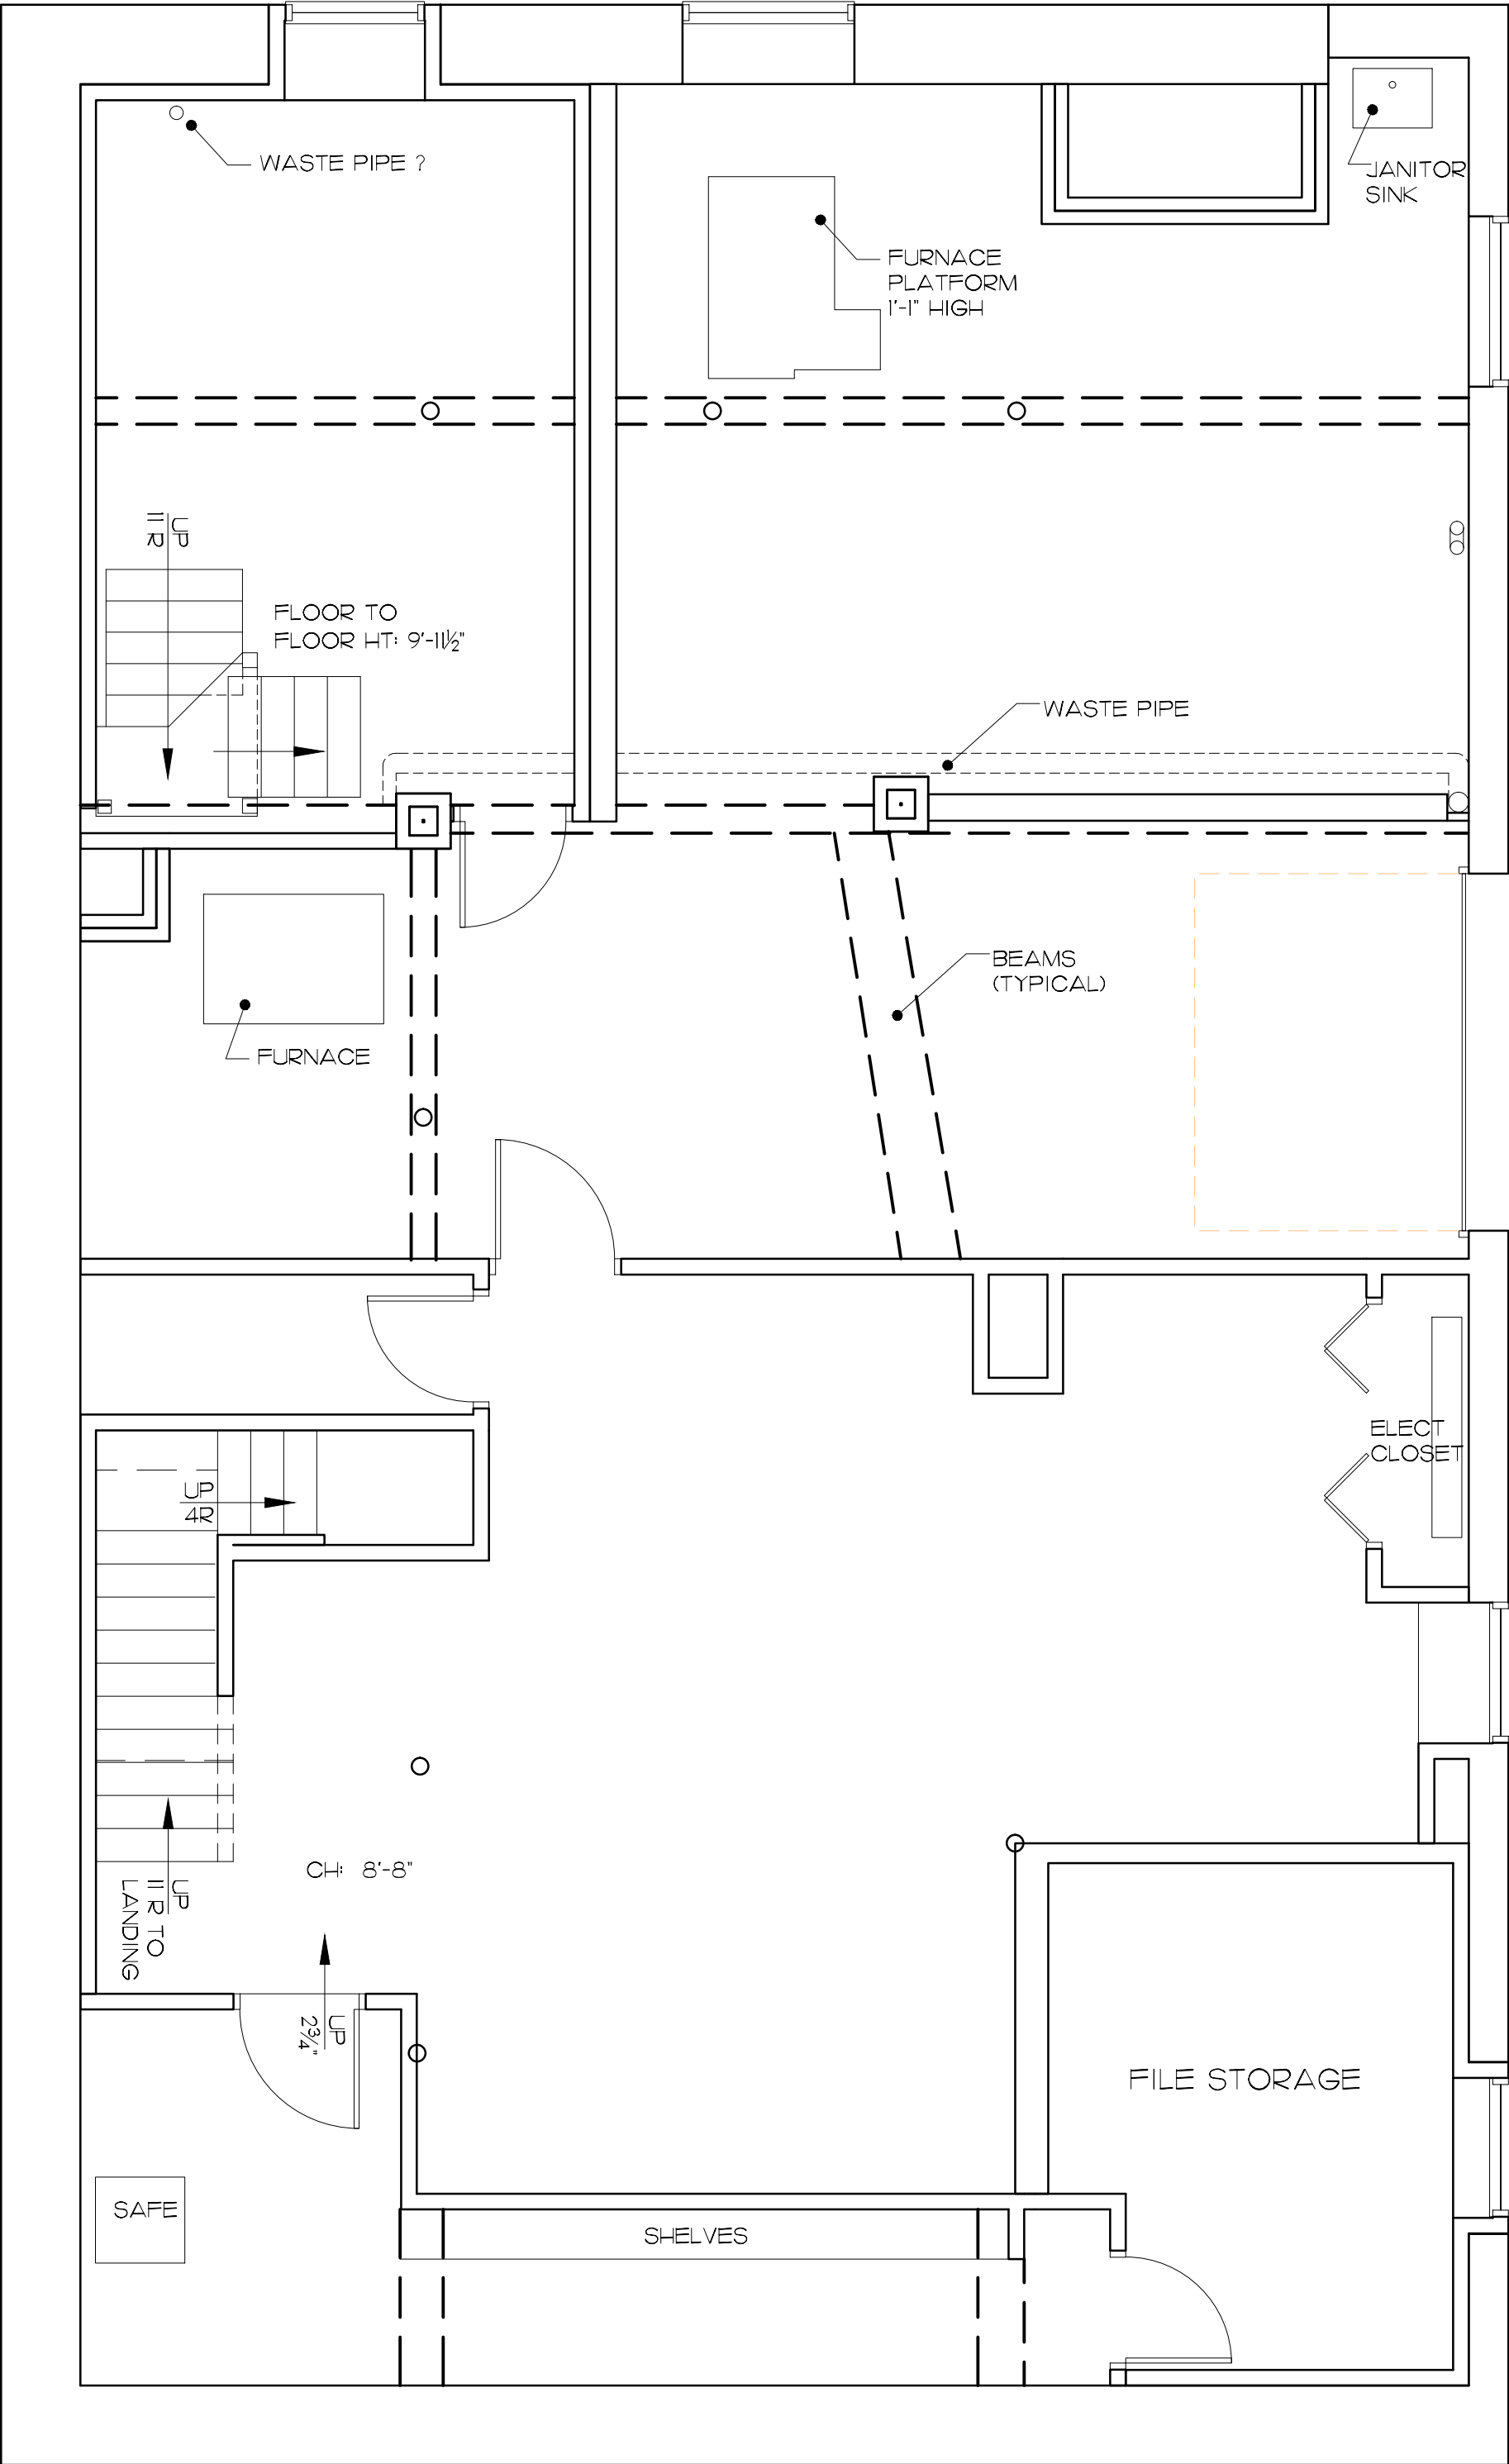 WASTE PIPE ?
JANITOR
SINK
FURNACE
PLATFORM
1'-1" HIGH
UP
11 R
FLOOR TO
FLOOR HT: 9'-11½"
WASTE PIPE
BEAMS
(TYPICAL)
FURNACE
ELECT
CLOSET
UP
4R
CH: 8'-8"
UP
11 R TO
LANDING
UP
2¾"
FILE STORAGE
SAFE
SHELVES